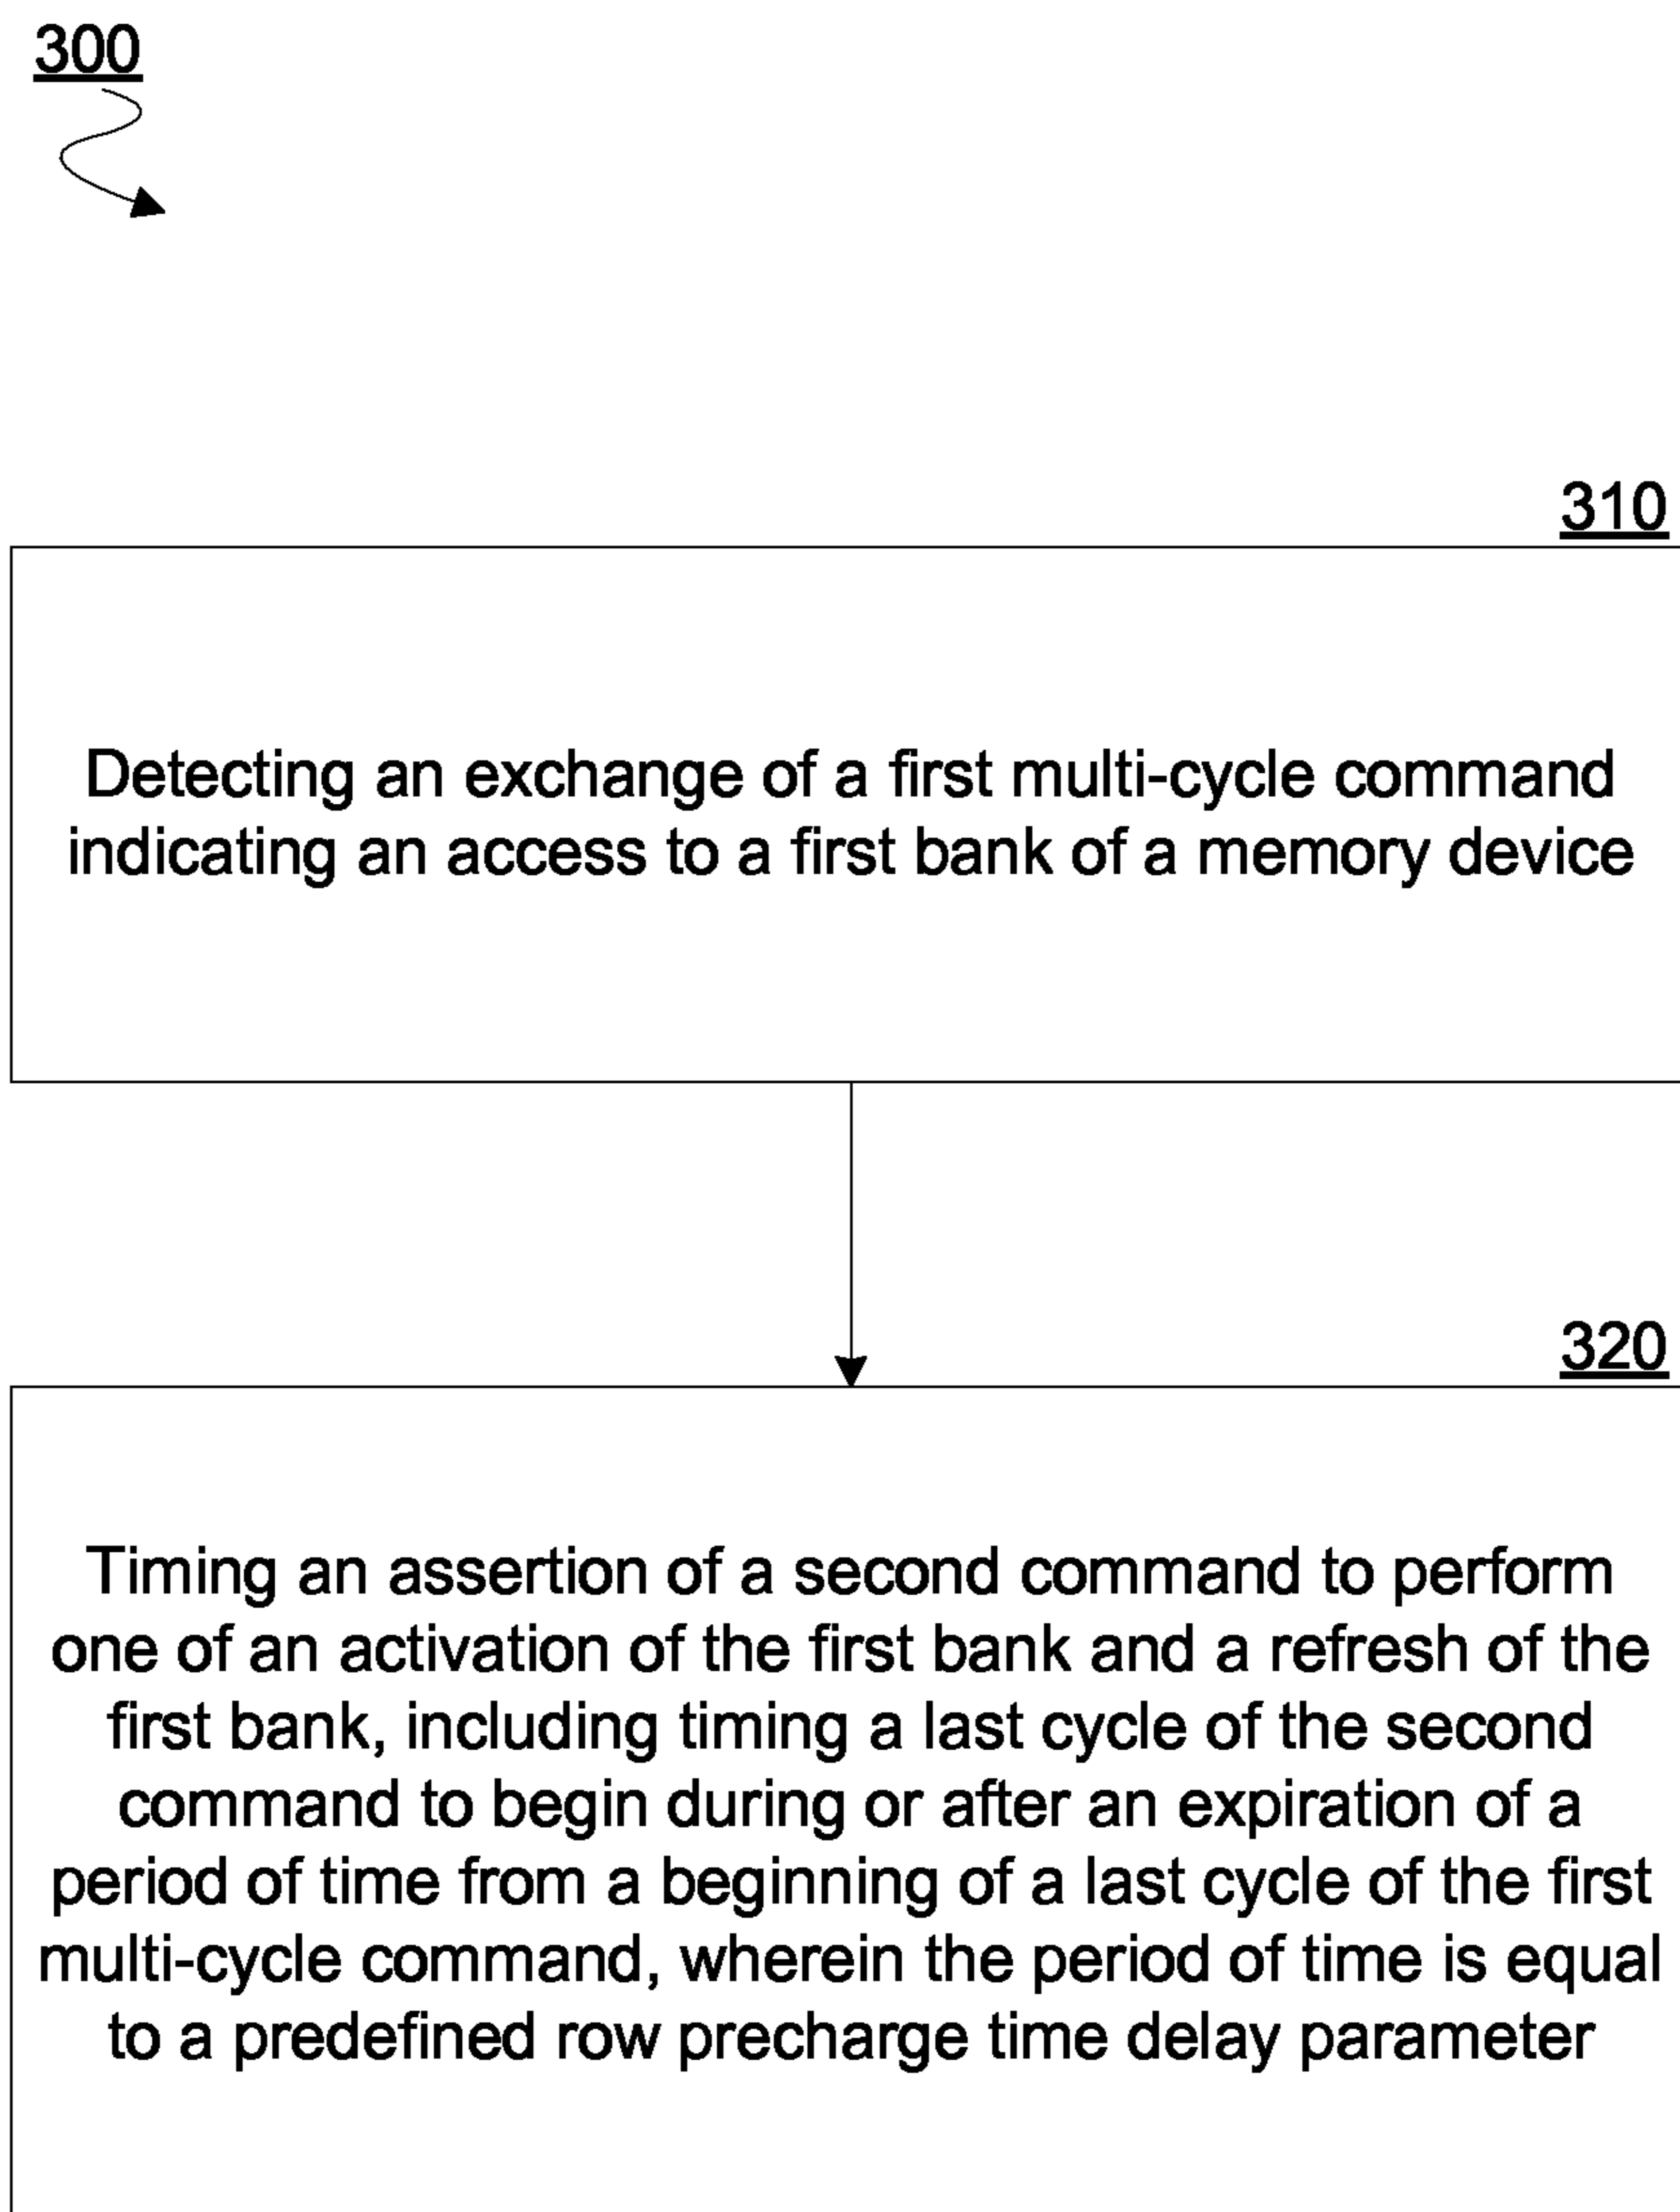 300
310
Detecting an exchange of a first multi-cycle command
indicating an access to a first bank of a memory device
320
Timing an assertion of a second command to perform
one of an activation of the first bank and a refresh of the
first bank, including timing a last cycle of the second
command to begin during or after an expiration of a
period of time from a beginning of a last cycle of the first
multi-cycle command, wherein the period of time is equal
to a predefined row precharge time delay parameter